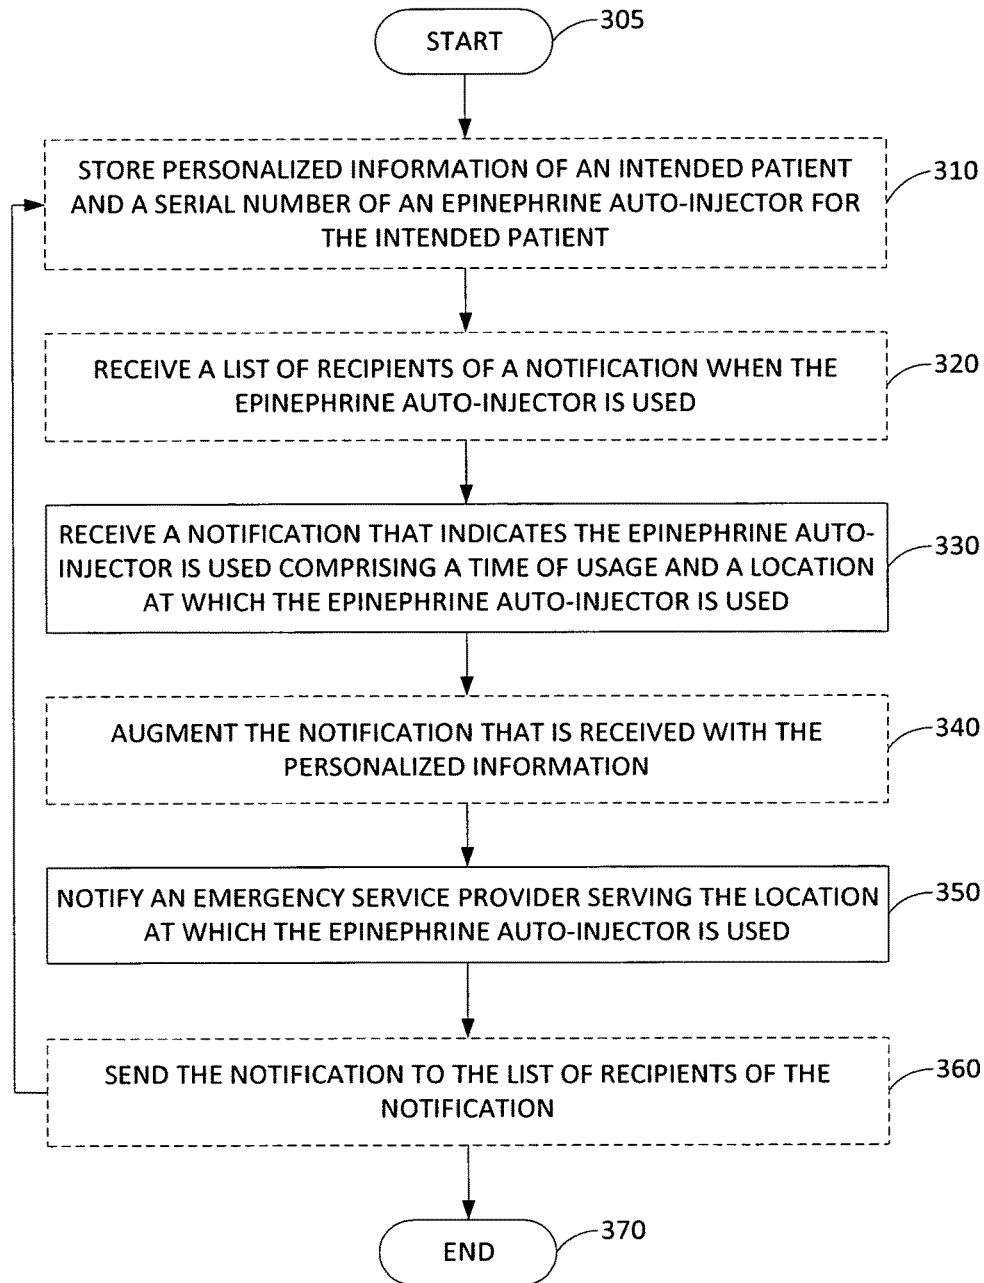 START
305
STORE PERSONALIZED INFORMATION OF AN INTENDED PATIENT
AND A SERIAL NUMBER OF AN EPINEPHRINE AUTO-INJECTOR FOR
THE INTENDED PATIENT
310
RECEIVE A LIST OF RECIPIENTS OF A NOTIFICATION WHEN THE
EPINEPHRINE AUTO-INJECTOR IS USED
320
RECEIVE A NOTIFICATION THAT INDICATES THE EPINEPHRINE AUTO-
INJECTOR IS USED COMPRISING A TIME OF USAGE AND A LOCATION
AT WHICH THE EPINEPHRINE AUTO-INJECTOR IS USED
330
AUGMENT THE NOTIFICATION THAT IS RECEIVED WITH THE
PERSONALIZED INFORMATION
340
NOTIFY AN EMERGENCY SERVICE PROVIDER SERVING THE LOCATION
AT WHICH THE EPINEPHRINE AUTO-INJECTOR IS USED
350
SEND THE NOTIFICATION TO THE LIST OF RECIPIENTS OF THE
NOTIFICATION
360
END
370